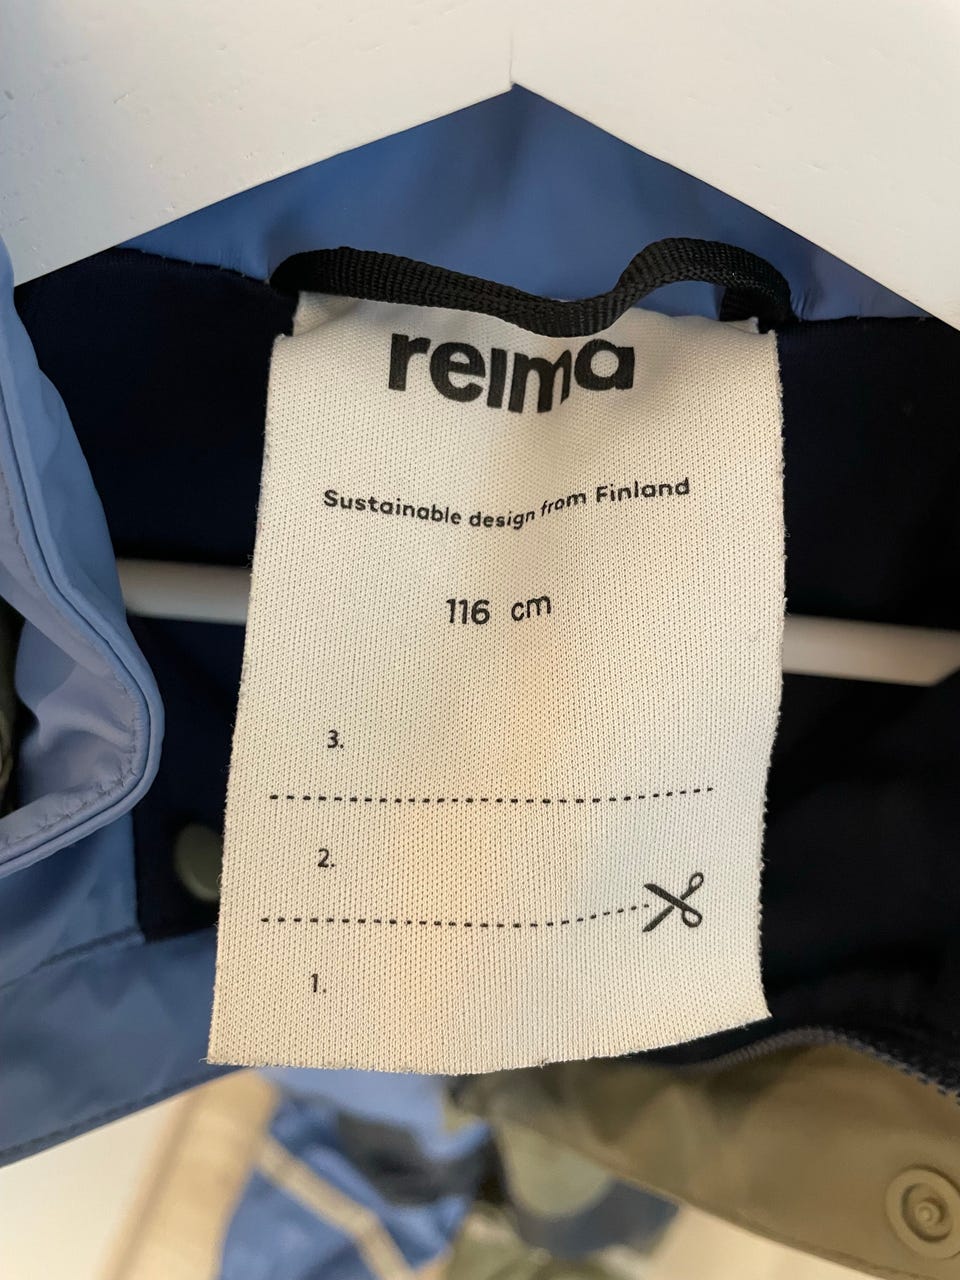 reima
Sustainable design from Finland
116 cm
3.
2.
1.